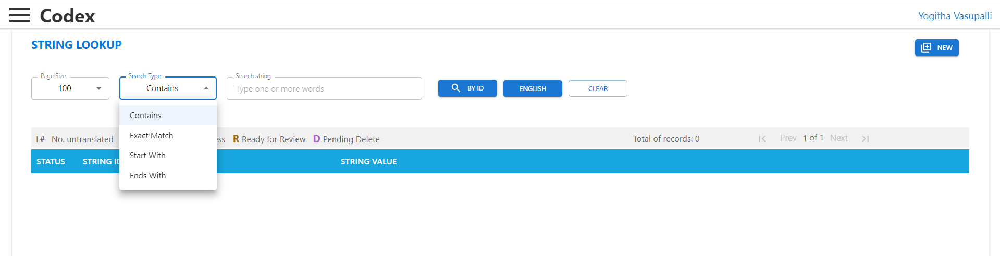 Codex
Yogitha Vasupalli
STRING LOOKUP
NEW
Page Size
100
Search Type
Contains
Search string
Type one or more words
BY ID
ENGLISH
CLEAR
Contains
Exact Match
Start With
Ends With
L# No. untranslated
R Ready for Review D Pending Delete
Total of records: 0
Prev 1 of 1 Next
STATUS STRING ID STRING VALUE